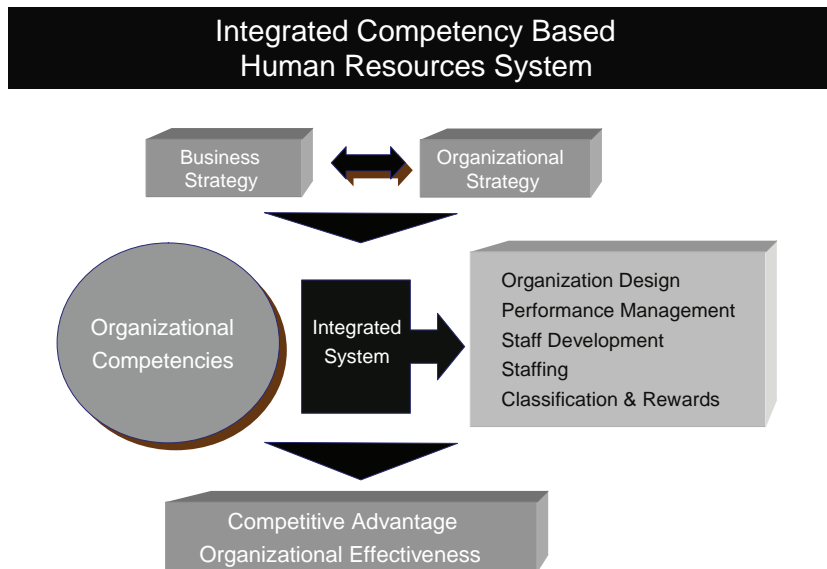 Integrated Competency Based
Human Resources System
Business
Strategy
Organizational
Strategy
Organizational
Competencies
Integrated
System
Organization Design
Performance Management
Staff Development
Staffing
Classification & Rewards
Competitive Advantage
Organizational Effectiveness